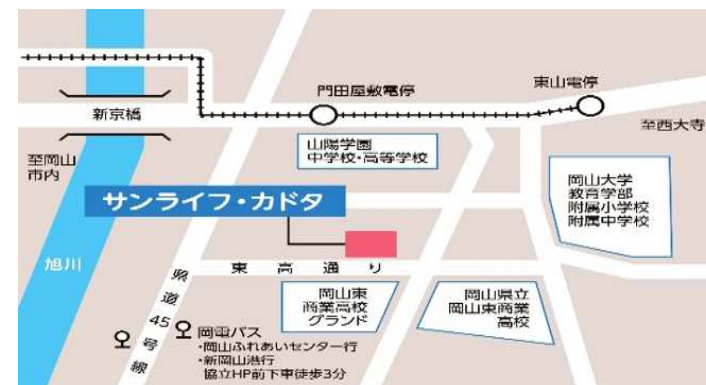 門田屋敷電停
東山電停
新京橋
至西大寺
山陽学園
中学校・高等学校
至岡山
市内
岡山大学
教育学部
附属小学校
附属中学校
サンライフ・カドタ
旭川
東高通り
県道45号線
岡山東
商業高校
グランド
岡山県立
岡山東商業
高校
岡電バス
・岡山ふれあいセンター行
・新岡山港行
協立HP前下車徒歩3分